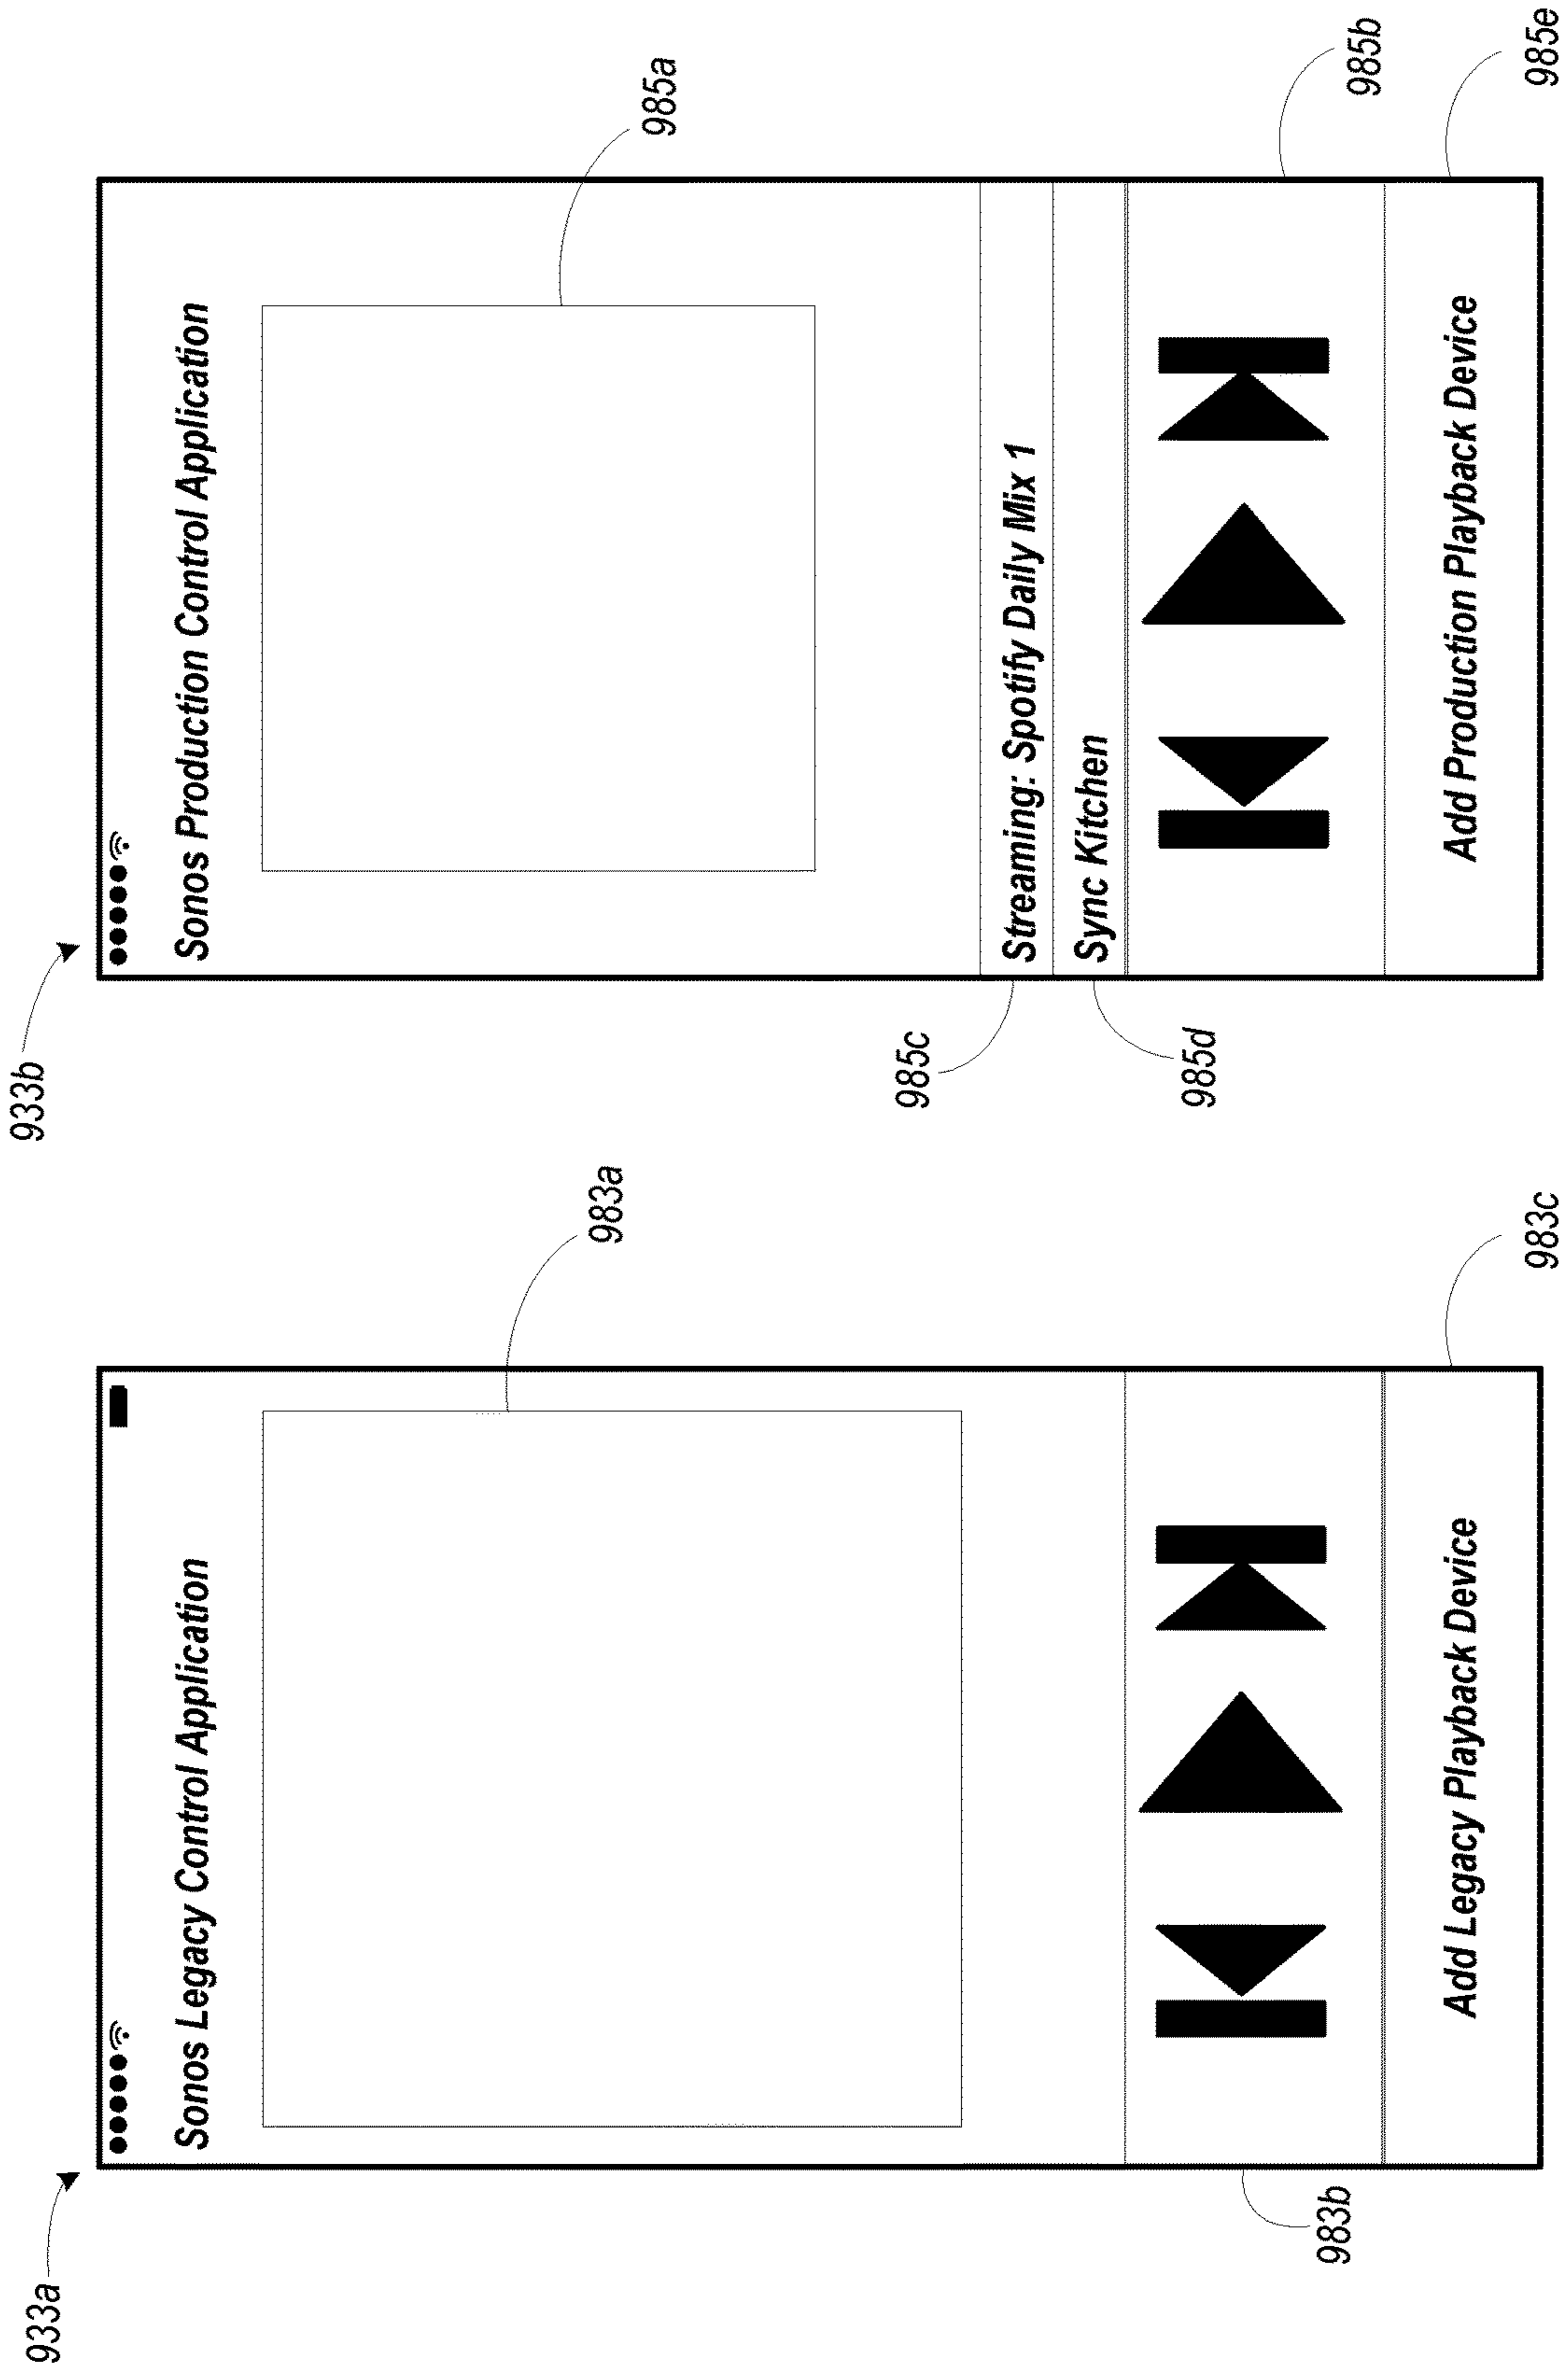 933a
Sonos Legacy Control Application
983a
983b
Add Legacy Playback Device
983c
933b
Sonos Production Control Application
985a
985c
Streaming: Spotify Daily Mix 1
985d
Sync Kitchen
985b
Add Production Playback Device
985e